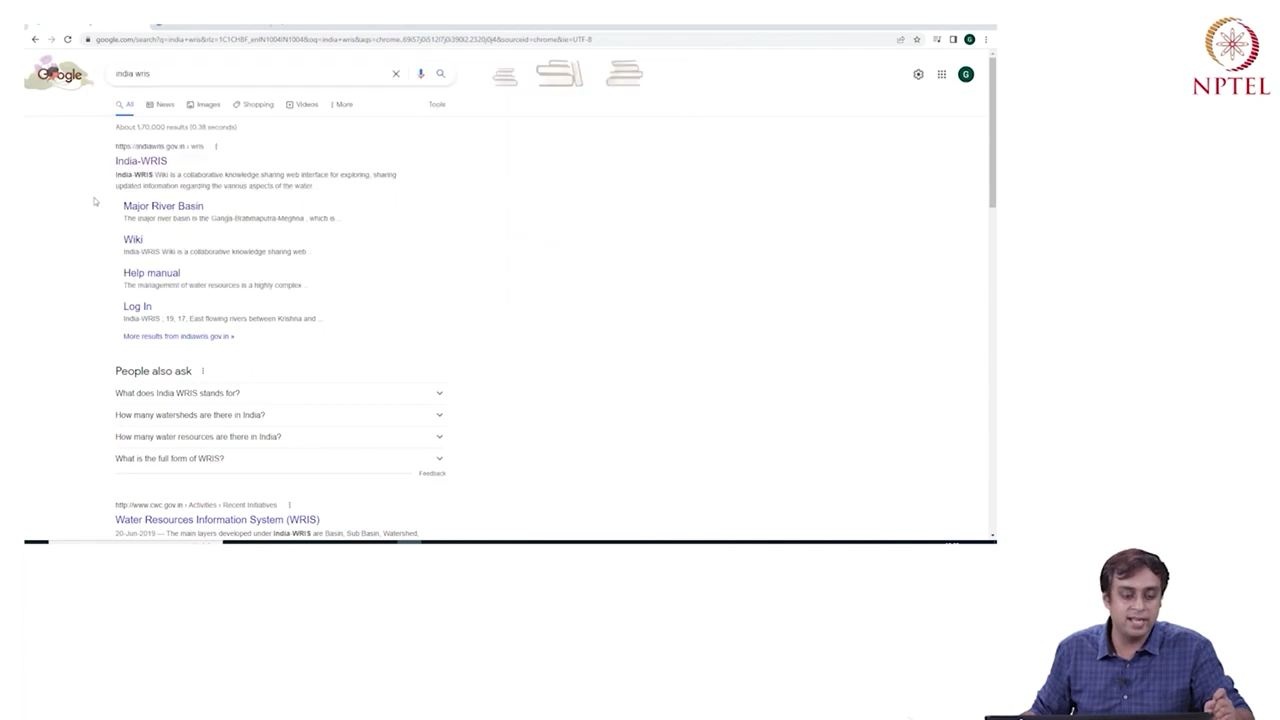 google.com/search?q=india+wris&rlz=1C1CHBF_enIN1004IN1004&oq=india+wris&aqs=chrome..69i57j0i512l7j0i390l2.2320j0j4&sourceid=chrome&ie=UTF-8
NPTEL
Google
india wris
G
G
All
News
Images
Shopping
Videos
More
Tools
About 1,70,000 results (0.38 seconds)
https://indiawris.gov.in › wris
India-WRIS
India-WRIS Wiki is a collaborative knowledge sharing web interface for exploring, sharing
updated information regarding the various aspects of the water.
Major River Basin
The major river basin is the Ganga-Brahmaputra-Meghna, which is ...
Wiki
India-WRIS Wiki is a collaborative knowledge sharing web ...
Help manual
The management of water resources is a highly complex ...
Log In
India-WRIS ; 19, 17, East flowing rivers between Krishna and ...
More results from indiawris.gov.in »
People also ask
What does India WRIS stands for?
How many watersheds are there in India?
How many water resources are there in India?
What is the full form of WRIS?
Feedback
http://www.cwc.gov.in › Activities › Recent Initiatives
Water Resources Information System (WRIS)
20-Jun-2019 — The main layers developed under India-WRIS are Basin, Sub Basin, Watershed,